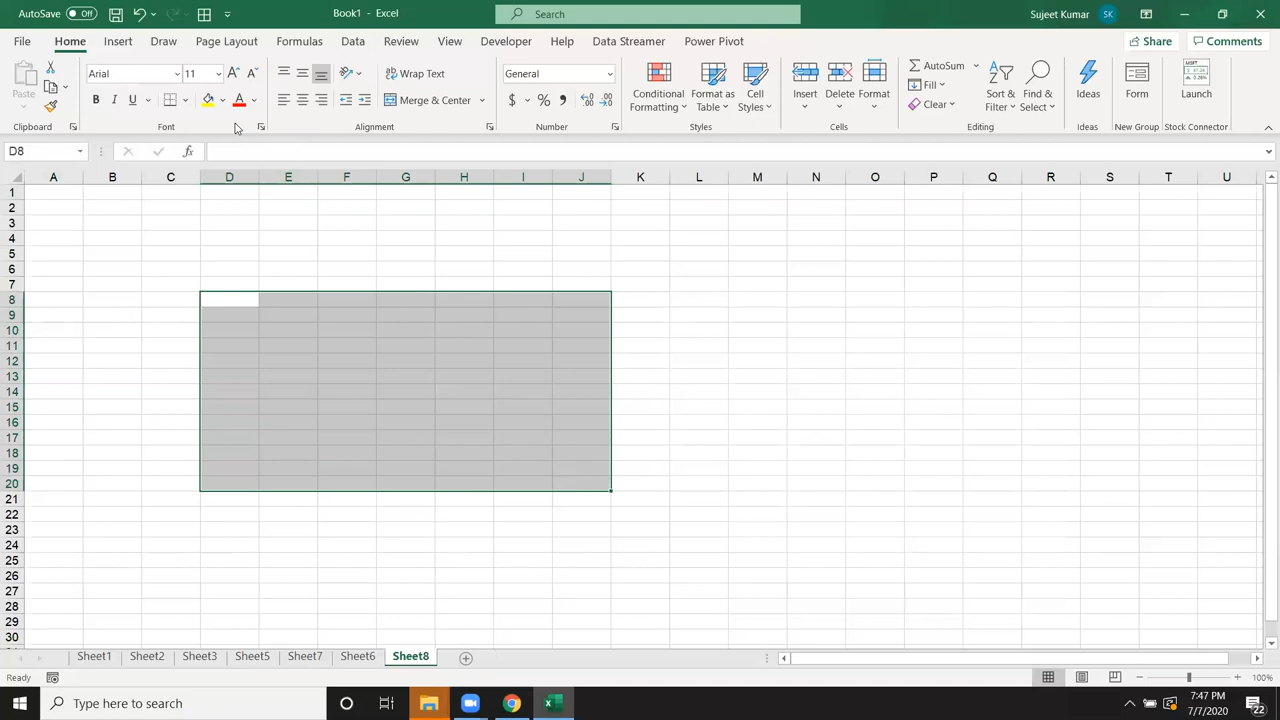 AutoSave Off Book1 - Excel Search Sujeet Kumar SK
File Home Insert Draw Page Layout Formulas Data Review View Developer Help Data Streamer Power Pivot Share Comments
Arial 11 Wrap Text General AutoSum
Paste Conditional Format as Cell Insert Delete Format Fill Sort & Find & Ideas Form Launch
B I U A Merge & Center $ % Formatting Table Styles Clear Filter Select
Clipboard Font Alignment Number Styles Cells Editing Ideas New Group Stock Connector
D8 fx
A B C D E F G H I J K L M N O P Q R S T U
1
2
3
4
5
6
7
8
9
10
11
12
13
14
15
16
17
18
19
20
21
22
23
24
25
26
27
28
29
30
Sheet1 Sheet2 Sheet3 Sheet5 Sheet7 Sheet6 Sheet8
Ready 100%
Type here to search 7:47 PM
7/7/2020 22